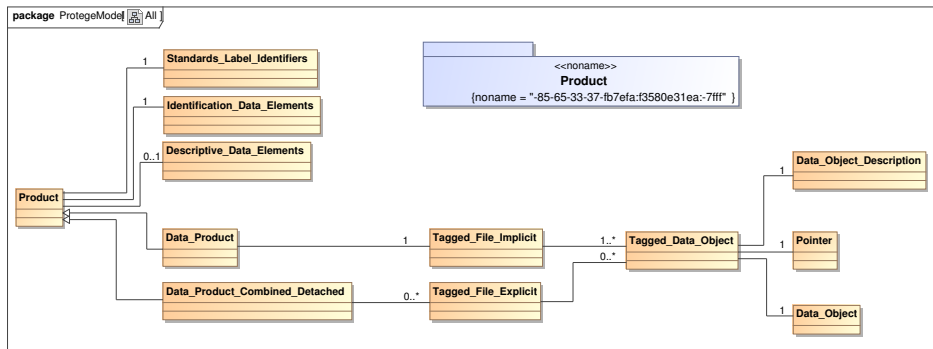 package ProtegeModel[ All ]
<<noname>>
Product
{noname = "-85-65-33-37-fb7efa:f3580e31ea:-7fff" }
1
Standards_Label_Identifiers
1
Identification_Data_Elements
0..1
Descriptive_Data_Elements
Product
Data_Product
1
Tagged_File_Implicit
1..*
Tagged_Data_Object
0..*
Data_Product_Combined_Detached
0..*
Tagged_File_Explicit
1
Data_Object_Description
1
Pointer
1
Data_Object